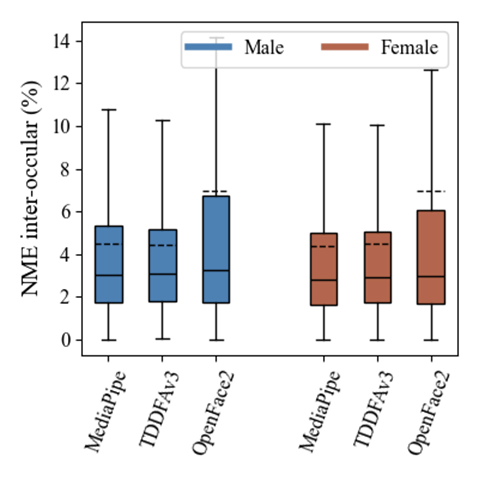 Male Female
NME inter-occular (%)
14
12
10
8
6
4
2
0
MediaPipe
TDDFAv3
OpenFace2
MediaPipe
TDDFAv3
OpenFace2